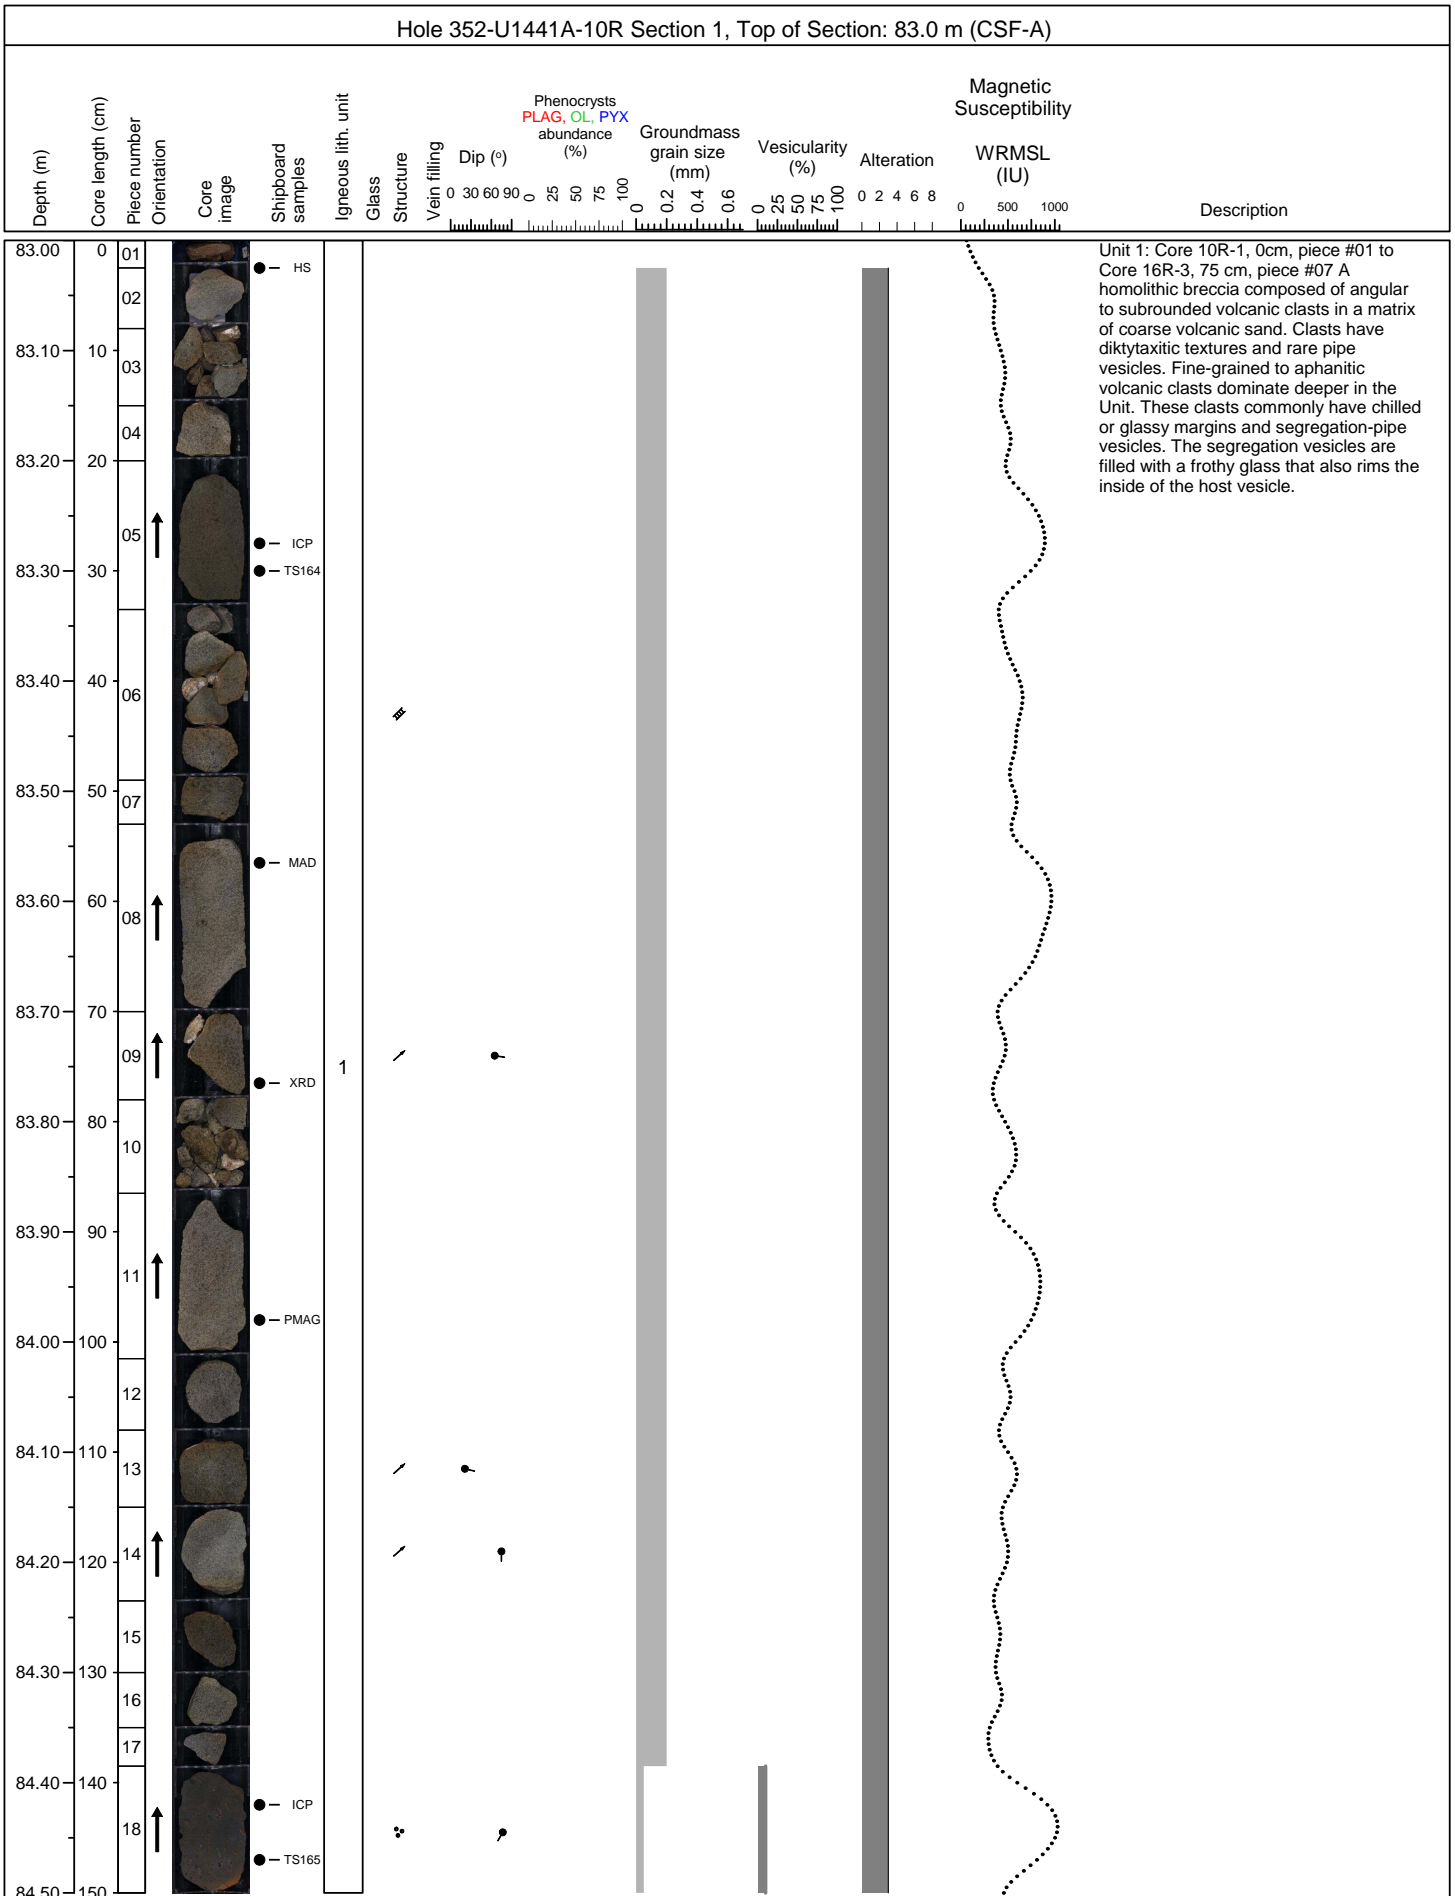 Hole 352-U1441A-10R Section 1, Top of Section: 83.0 m (CSF-A)
Depth (m)
Core length (cm)
Piece number
Orientation
Core image
Shipboard samples
Igneous lith. unit
Glass
Structure
Vein filling
Dip (o)
0 30 60 90
Phenocrysts
PLAG, OL, PYX
abundance
(%)
0 25 50 75 100
Groundmass
grain size
(mm)
0 0.2 0.4 0.6
Vesicularity
(%)
0 25 50 75 100
Alteration
0 2 4 6 8
Magnetic
Susceptibility
WRMSL
(IU)
0 500 1000
Description
83.00 0 01
HS
02
83.10 10
03
04
83.20 20
05
ICP
83.30 30 TS164
83.40 40
06
83.50 50
07
MAD
83.60 60
08
83.70 70
09
1
XRD
83.80 80
10
83.90 90
11
PMAG
84.00 100
12
84.10 110
13
84.20 120
14
15
84.30 130
16
17
84.40 140
ICP
18
TS165
84.50 150
Unit 1: Core 10R-1, 0cm, piece #01 to
Core 16R-3, 75 cm, piece #07 A
homolithic breccia composed of angular
to subrounded volcanic clasts in a matrix
of coarse volcanic sand. Clasts have
diktytaxitic textures and rare pipe
vesicles. Fine-grained to aphanitic
volcanic clasts dominate deeper in the
Unit. These clasts commonly have chilled
or glassy margins and segregation-pipe
vesicles. The segregation vesicles are
filled with a frothy glass that also rims the
inside of the host vesicle.